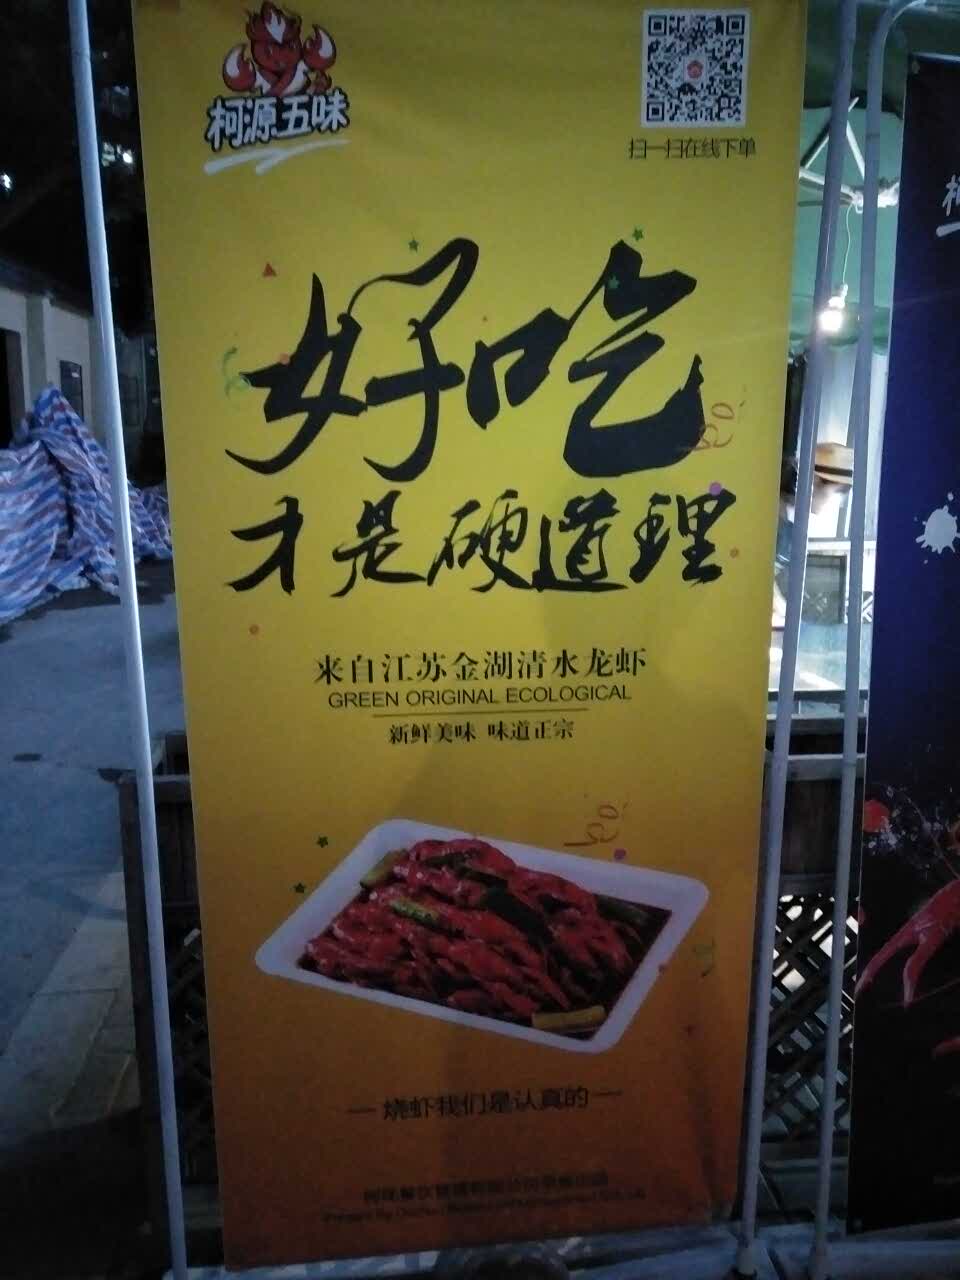 柯源五味
扫一扫在线下单
好吃
才是硬道理
来自江苏金湖清水龙虾
GREEN ORIGINAL ECOLOGICAL
新鲜美味 味道正宗
烧虾我们是认真的